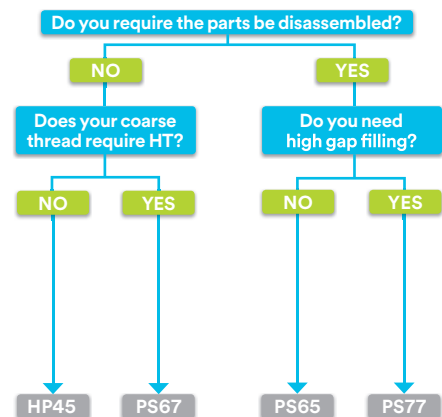 Do you require the parts be disassembled?
NO
YES
Does your coarse
thread require HT?
Do you need
high gap filling?
NO
YES
NO
YES
HP45
PS67
PS65
PS77